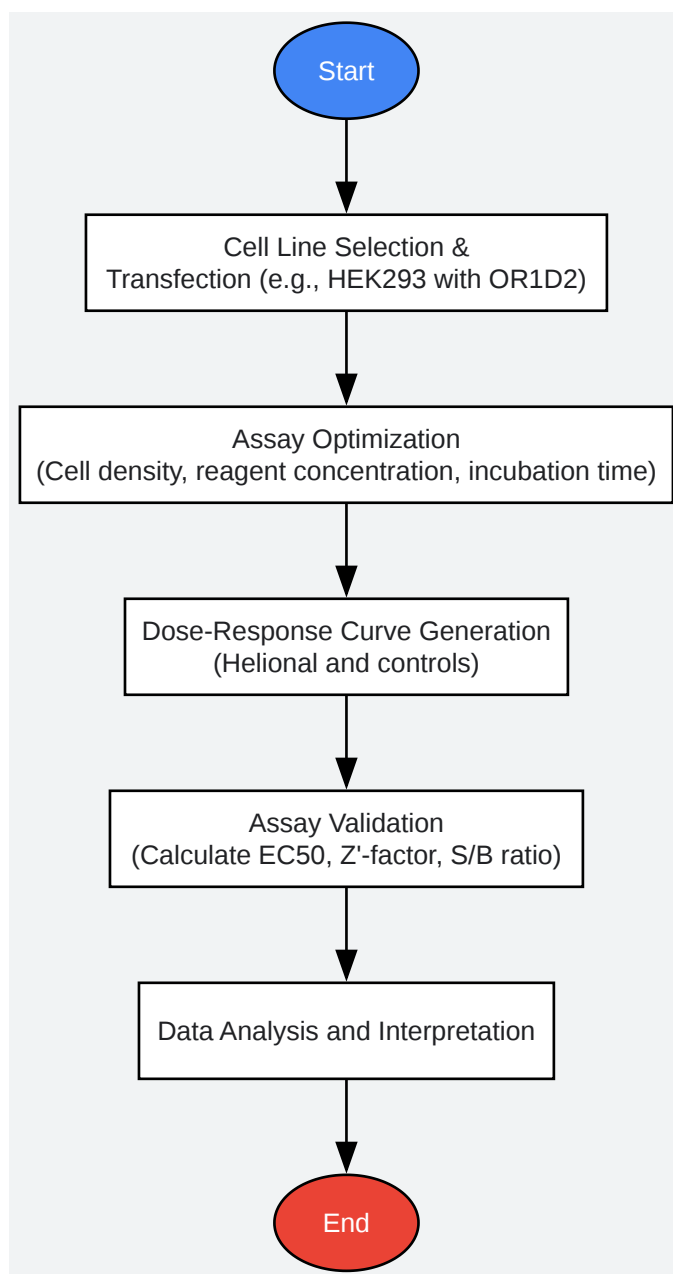 Start
Cell Line Selection &
Transfection (e.g., HEK293 with OR1D2)
Assay Optimization
(Cell density, reagent concentration, incubation time)
Dose-Response Curve Generation
(Helional and controls)
Assay Validation
(Calculate EC50, Z'-factor, S/B ratio)
Data Analysis and Interpretation
End